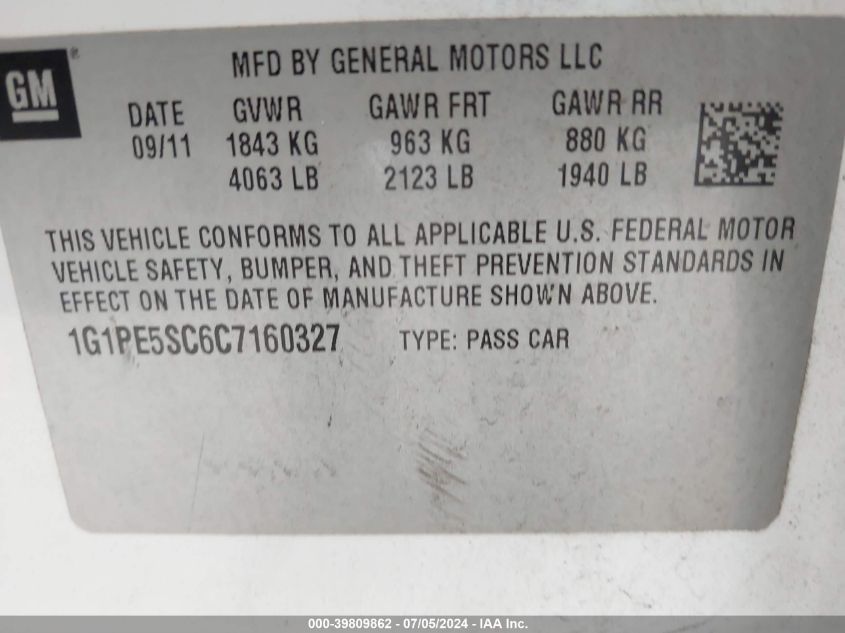 GM ®
MFD BY GENERAL MOTORS LLC
DATE GVWR GAWR FRT GAWR RR
09/11 1843 KG 963 KG 880 KG
4063 LB 2123 LB 1940 LB
THIS VEHICLE CONFORMS TO ALL APPLICABLE U.S. FEDERAL MOTOR
VEHICLE SAFETY, BUMPER, AND THEFT PREVENTION STANDARDS IN
EFFECT ON THE DATE OF MANUFACTURE SHOWN ABOVE.
1G1PE5SC6C7160327 TYPE: PASS CAR
000-39809862 - 07/05/2024 - IAA Inc.